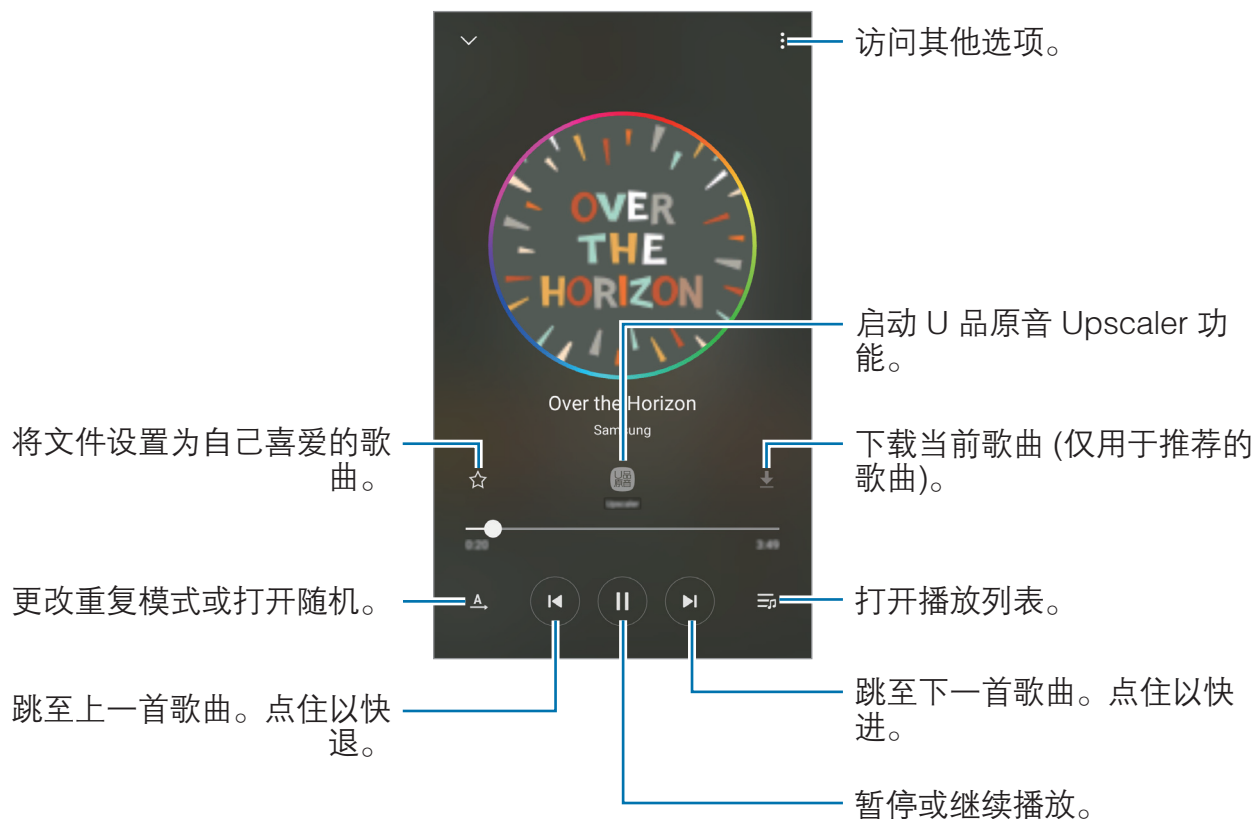 访问其他选项。
OVER
THE
HORIZON
启动 U 品原音 Upscaler 功
能。
Over the Horizon
Samsung
将文件设置为自己喜爱的歌
曲。
U品
原音
Upscaler
下载当前歌曲 (仅用于推荐的
歌曲)。
0:20
3:49
更改重复模式或打开随机。
A
打开播放列表。
跳至上一首歌曲。点住以快
退。
跳至下一首歌曲。点住以快
进。
暂停或继续播放。